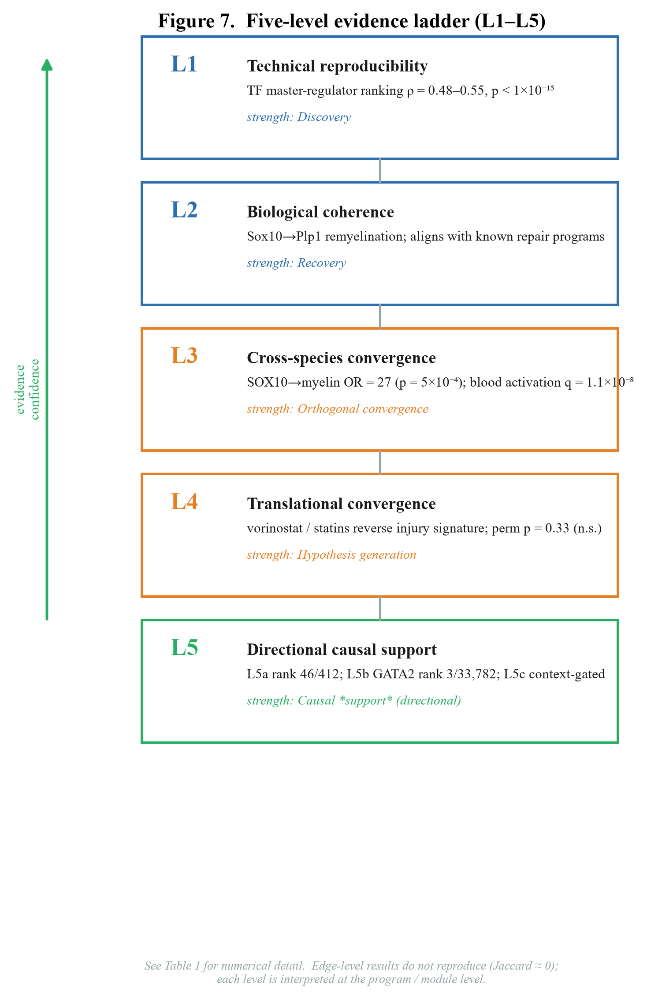 Figure 7.  Five-level evidence ladder (L1–L5)
L1
Technical reproducibility
TF master-regulator ranking ρ = 0.48–0.55, p < 1×10⁻¹⁵
strength: Discovery
L2
Biological coherence
Sox10→Plp1 remyelination; aligns with known repair programs
strength: Recovery
evidence
confidence
L3
Cross-species convergence
SOX10→myelin OR = 27 (p = 5×10⁻⁴); blood activation q = 1.1×10⁻⁸
strength: Orthogonal convergence
L4
Translational convergence
vorinostat / statins reverse injury signature; perm p = 0.33 (n.s.)
strength: Hypothesis generation
L5
Directional causal support
L5a rank 46/412; L5b GATA2 rank 3/33,782; L5c context-gated
strength: Causal *support* (directional)
See Table 1 for numerical detail.  Edge-level results do not reproduce (Jaccard ≈ 0);
each level is interpreted at the program / module level.